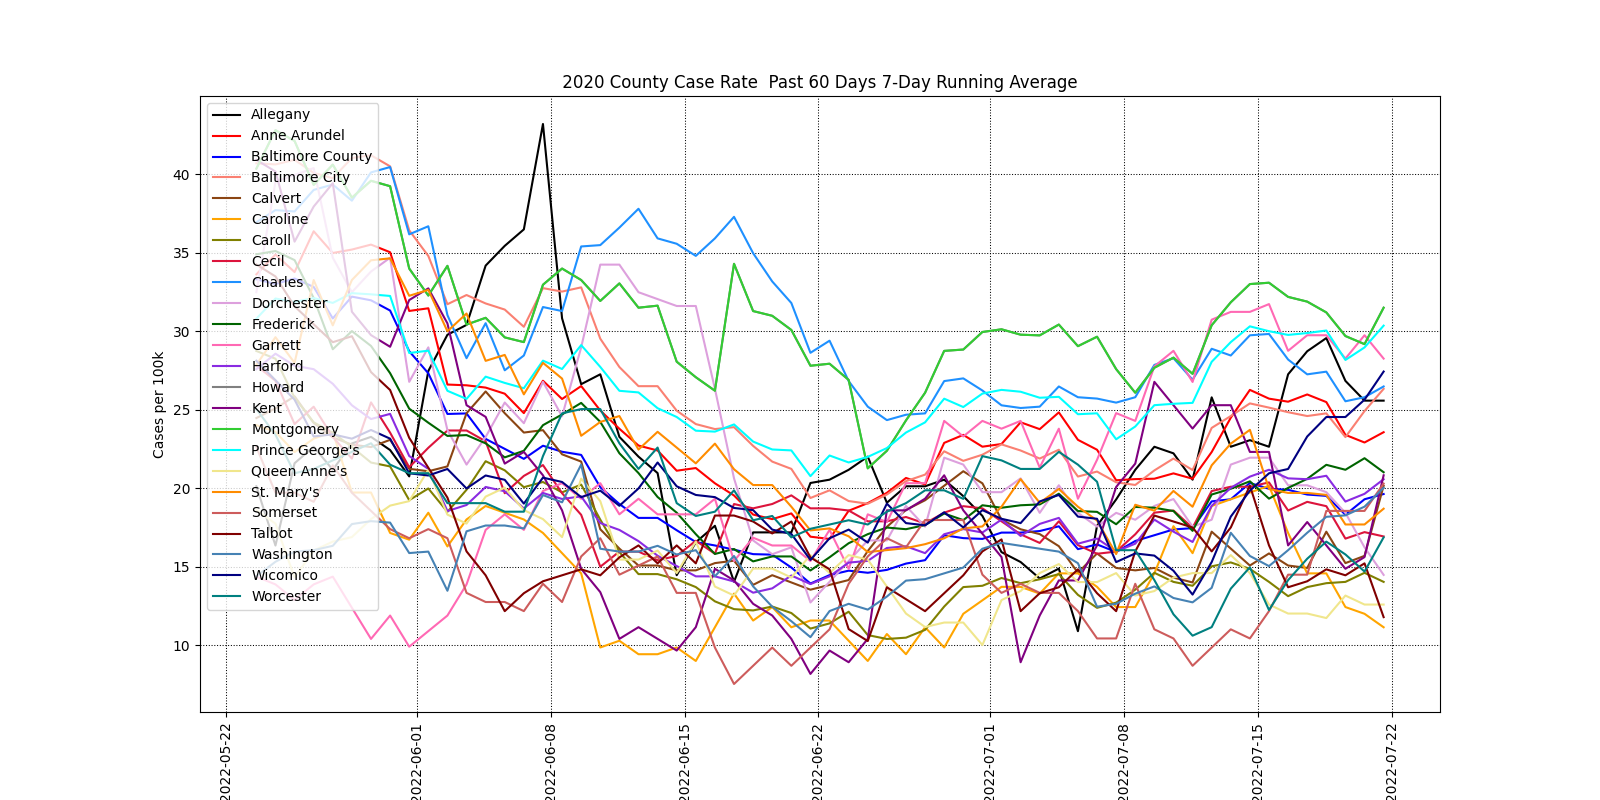 2020 County Case Rate  Past 60 Days 7-Day Running Average
Cases per 100k
40
35
30
25
20
15
10
Allegany
Anne Arundel
Baltimore County
Baltimore City
Calvert
Caroline
Caroll
Cecil
Charles
Dorchester
Frederick
Garrett
Harford
Howard
Kent
Montgomery
Prince George's
Queen Anne's
St. Mary's
Somerset
Talbot
Washington
Wicomico
Worcester
2022-05-22
2022-06-01
2022-06-08
2022-06-15
2022-06-22
2022-07-01
2022-07-08
2022-07-15
2022-07-22